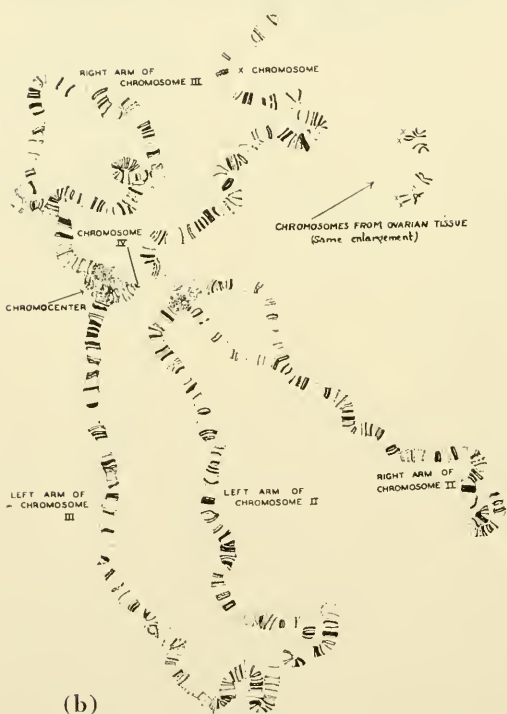 RIGHT ARM OF
CHROMOSOME III
X CHROMOSOME
X
CHROMOSOMES FROM OVARIAN TISSUE
(Same enlargement)
CHROMOSOME
IV
CHROMOCENTER
LEFT ARM OF
CHROMOSOME
III
LEFT ARM OF
CHROMOSOME II
RIGHT ARM OF
CHROMOSOME II
(b)